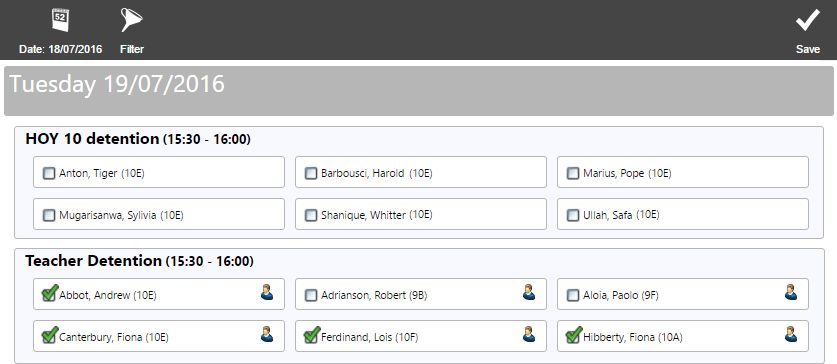 52
Date: 18/07/2016 Filter Save
Tuesday 19/07/2016
HOY 10 detention (15:30 - 16:00)
Anton, Tiger (10E) Barbousci, Harold (10E) Marius, Pope (10E)
Mugarisanwa, Sylivia (10E) Shanique, Whitter (10E) Ullah, Safa (10E)
Teacher Detention (15:30 - 16:00)
Abbot, Andrew (10E) Adrianson, Robert (9B) Aloia, Paolo (9F)
Canterbury, Fiona (10E) Ferdinand, Lois (10F) Hibberty, Fiona (10A)